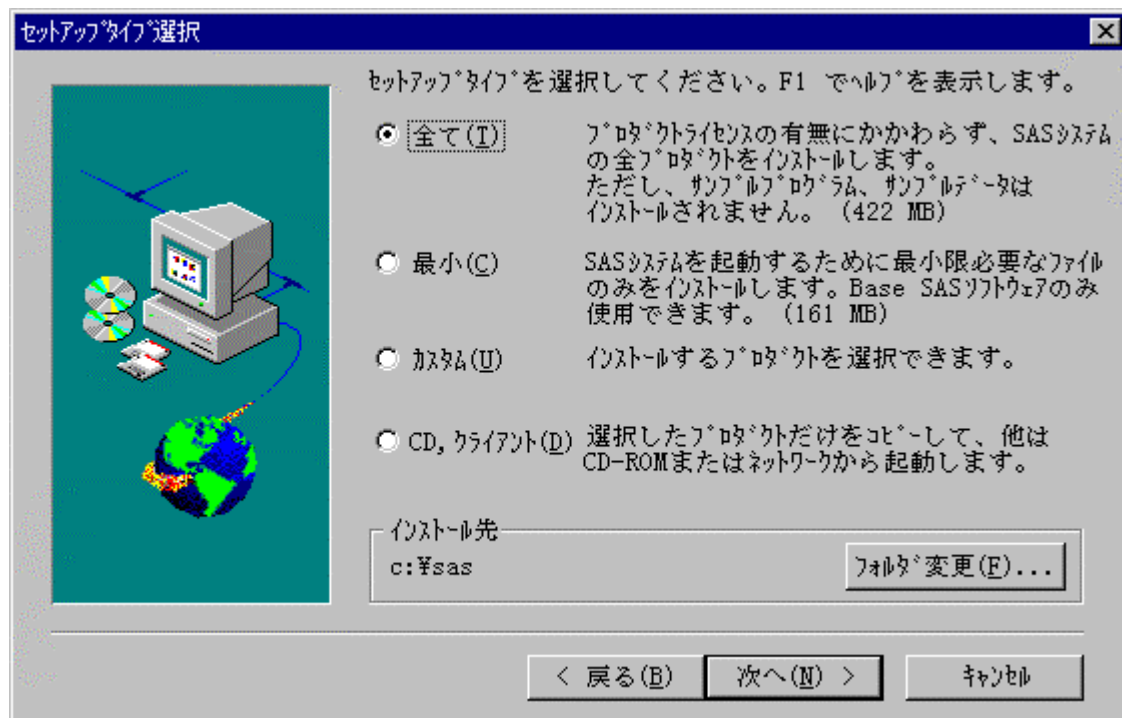 ｾｯﾄｱｯﾌﾟﾀｲﾌﾟ選択
ｾｯﾄｱｯﾌﾟﾀｲﾌﾟを選択してください。F1 でﾍﾙﾌﾟを表示します。
全て(T)
ﾌﾟﾛﾀﾞｸﾄﾗｲｾﾝｽの有無にかかわらず、SASｼｽﾃﾑ
の全ﾌﾟﾛﾀﾞｸﾄをｲﾝｽﾄｰﾙします。
ただし、ｻﾝﾌﾟﾙﾌﾟﾛｸﾞﾗﾑ、ｻﾝﾌﾟﾙﾃﾞｰﾀは
ｲﾝｽﾄｰﾙされません。 (422 MB)
最小(C)
SASｼｽﾃﾑを起動するために最小限必要なﾌｧｲﾙ
のみをｲﾝｽﾄｰﾙします。Base SASｿﾌﾄｳｪｱのみ
使用できます。 (161 MB)
ｶｽﾀﾑ(U)
ｲﾝｽﾄｰﾙするﾌﾟﾛﾀﾞｸﾄを選択できます。
CD,ｸﾗｲｱﾝﾄ(D)
選択したﾌﾟﾛﾀﾞｸﾄだけをｺﾋﾟｰして、他は
CD-ROMまたはﾈｯﾄﾜｰｸから起動します。
ｲﾝｽﾄｰﾙ先
c:¥sas
ﾌｫﾙﾀﾞ変更(F)...
< 戻る(B)
次へ(N) >
ｷｬﾝｾﾙ